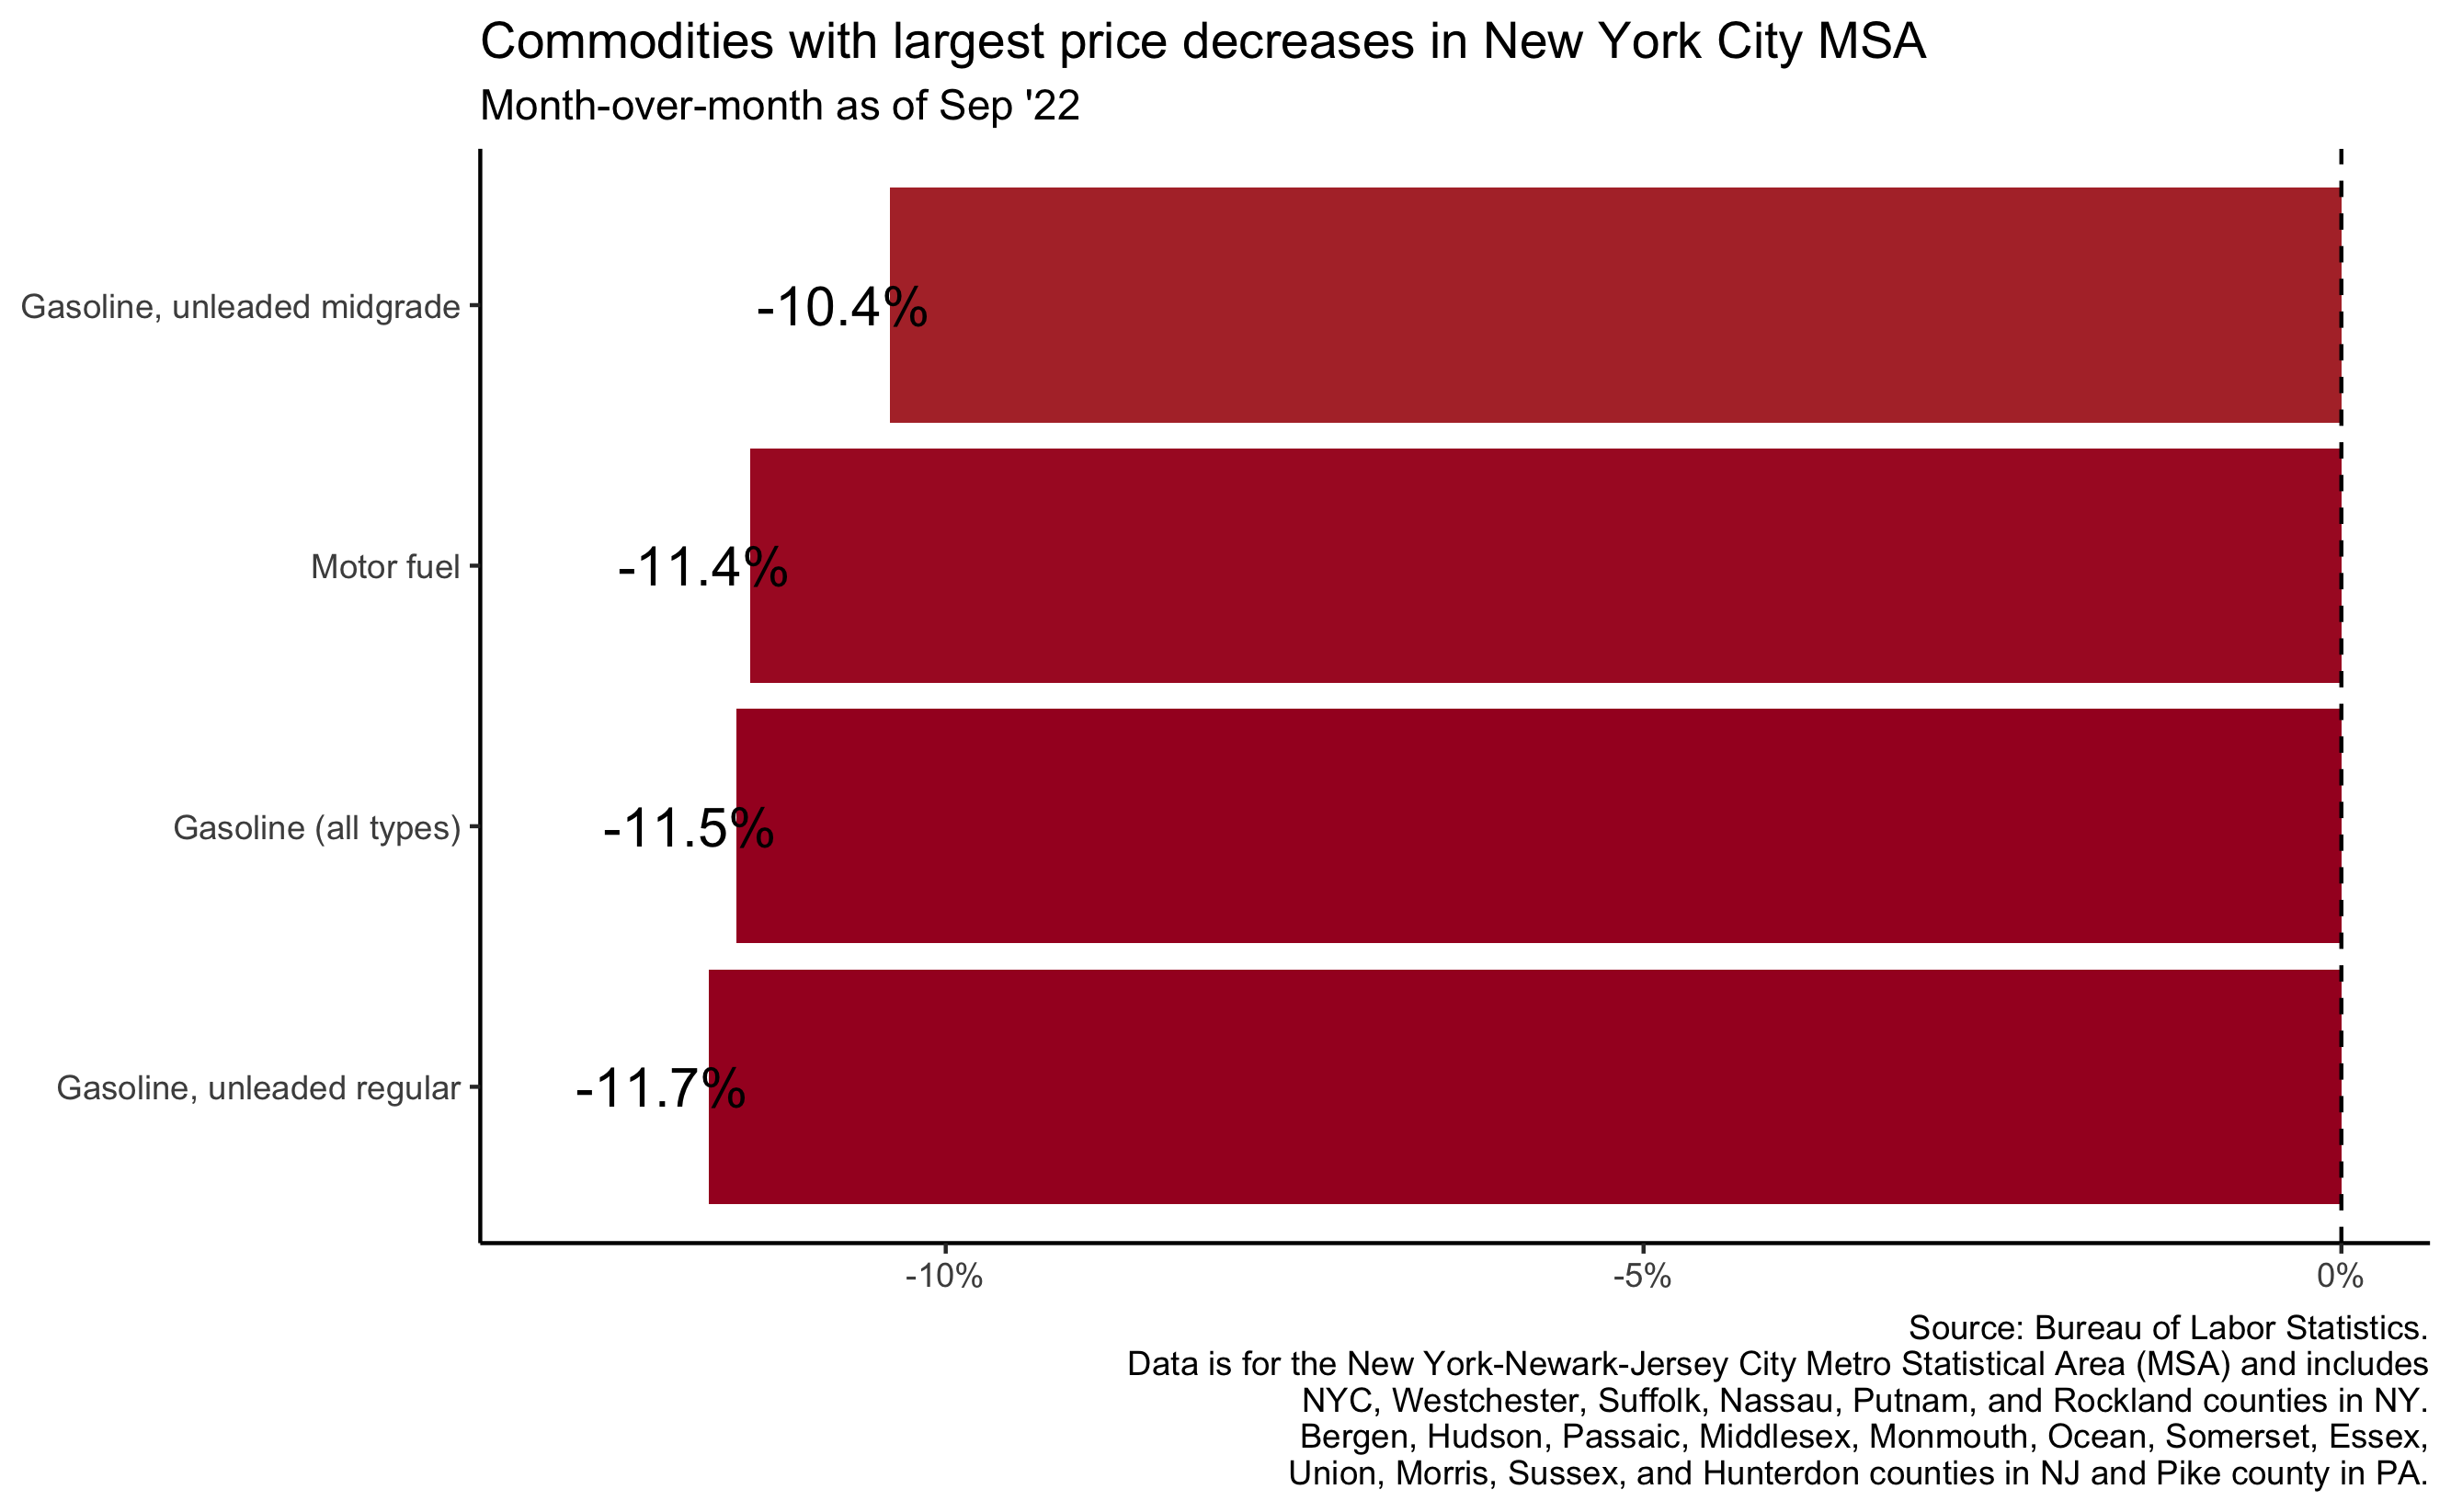 Commodities with largest price decreases in New York City MSA
Month-over-month as of Sep '22
Gasoline, unleaded midgrade
-10.4%
Motor fuel
-11.4%
Gasoline (all types)
-11.5%
Gasoline, unleaded regular
-11.7%
-10%
-5%
0%
Source: Bureau of Labor Statistics.
Data is for the New York-Newark-Jersey City Metro Statistical Area (MSA) and includes
NYC, Westchester, Suffolk, Nassau, Putnam, and Rockland counties in NY.
Bergen, Hudson, Passaic, Middlesex, Monmouth, Ocean, Somerset, Essex,
Union, Morris, Sussex, and Hunterdon counties in NJ and Pike county in PA.